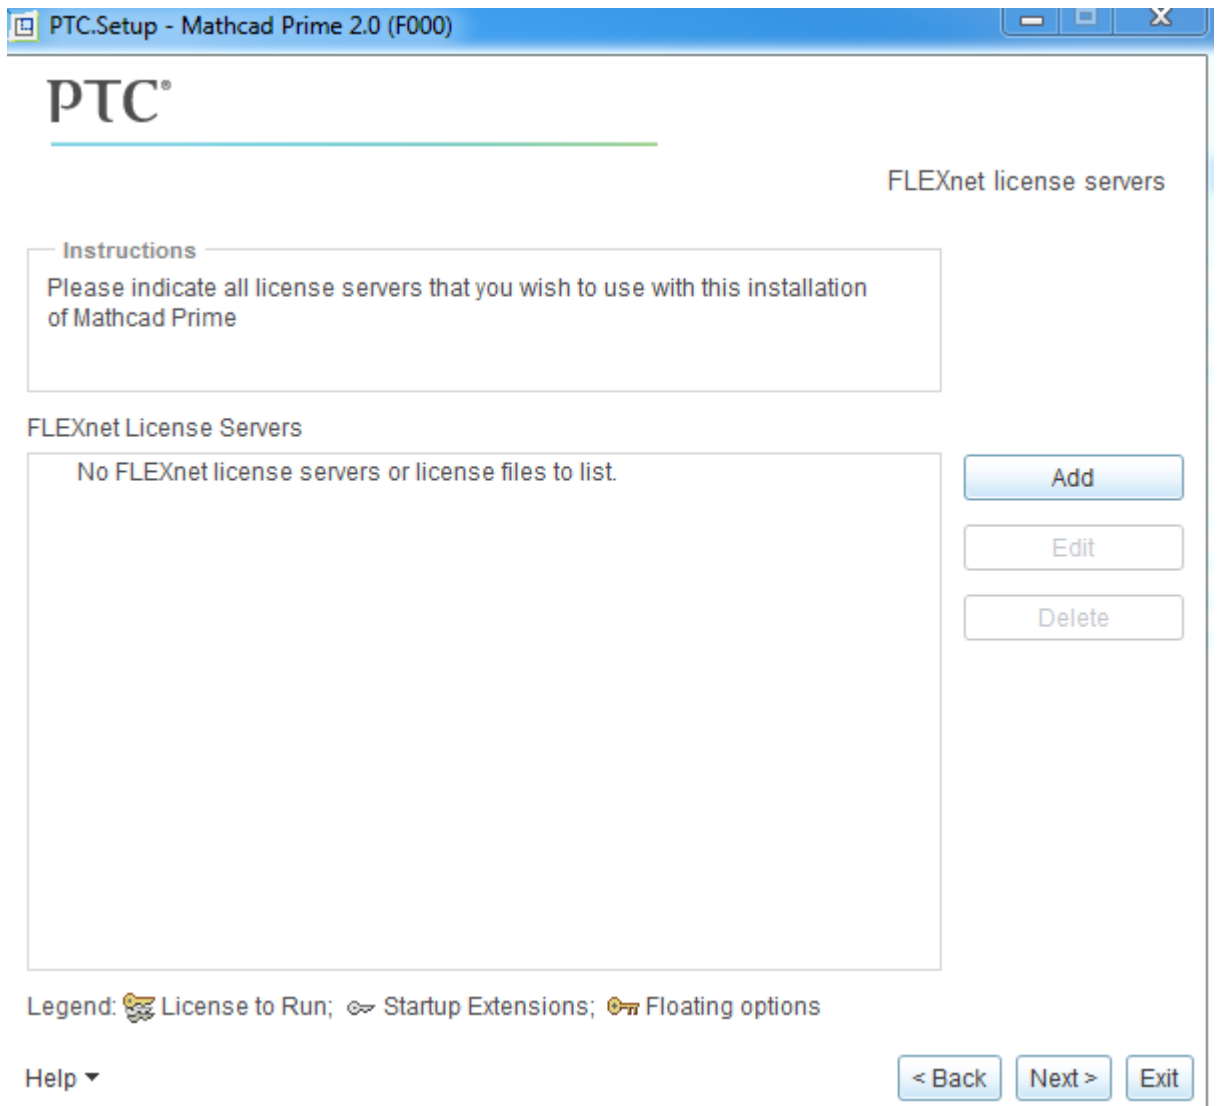 PTC.Setup - Mathcad Prime 2.0 (F000)
PTC®
FLEXnet license servers
Instructions
Please indicate all license servers that you wish to use with this installation
of Mathcad Prime
FLEXnet License Servers
No FLEXnet license servers or license files to list.
Add
Edit
Delete
Legend: License to Run; Startup Extensions; Floating options
Help
< Back Next > Exit